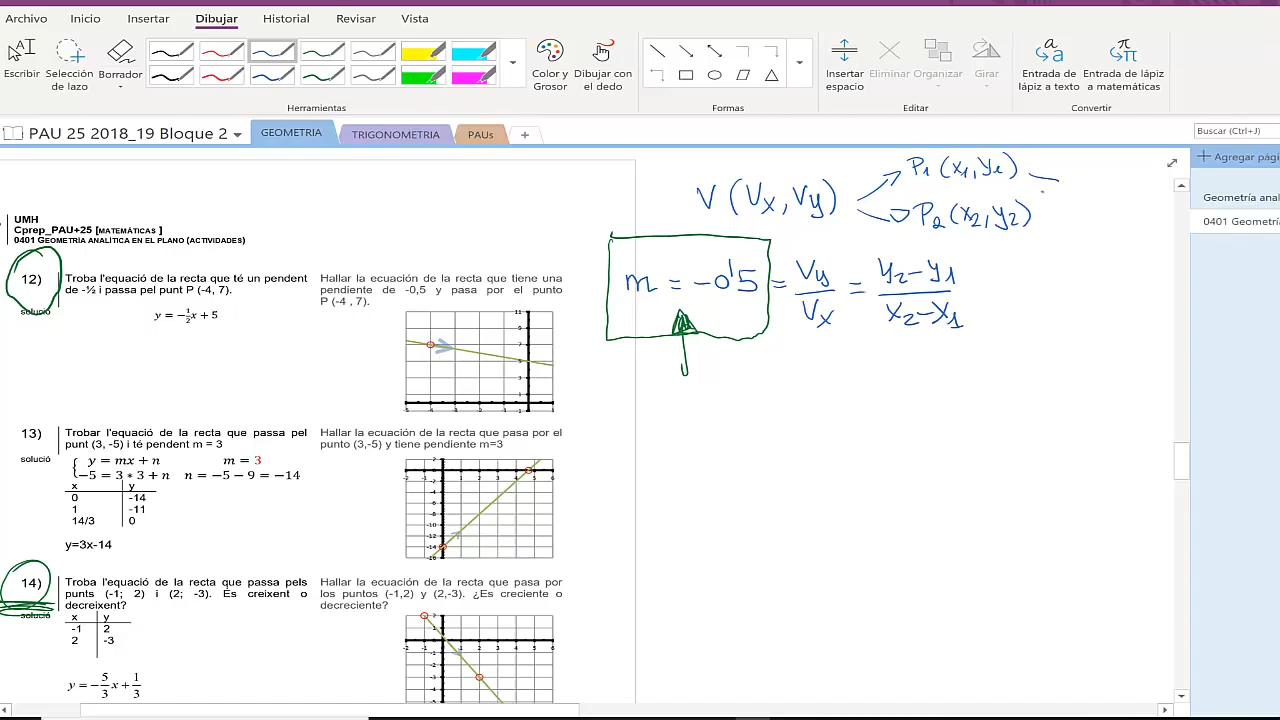 Archivo Inicio Insertar Dibujar Historial Revisar Vista
Escribir Selección de lazo Borrador Color y Grosor Dibujar con el dedo Insertar espacio Eliminar Organizar Girar Entrada de lápiz a texto Entrada de lápiz a matemáticas
Herramientas Formas Editar Convertir
PAU 25 2018_19 Bloque 2 GEOMETRIA TRIGONOMETRIA PAUs +
Buscar (Ctrl+J)
Agregar pági
Geometría anal
0401 Geometrí
V (Vx, Vy)
P1 (x1, y1)
P2 (x2, y2)
m = -0'5 = Vy/Vx = y2-y1/x2-x1
UMH
Cprep_PAU+25 [MATEMÁTICAS ]
0401 GEOMETRÍA ANALÍTICA EN EL PLANO (ACTIVIDADES)
12) Troba l'equació de la recta que té un pendent
de -½ i passa pel punt P (-4, 7).
solució
y = -1/2x + 5
Hallar la ecuación de la recta que tiene una
pendiente de -0,5 y pasa por el punto
P (-4 , 7).
13) Trobar l'equació de la recta que passa pel
punt (3, -5) i té pendent m = 3
solució
y = mx + n m = 3
-5 = 3 * 3 + n n = -5 - 9 = -14
x y
0 -14
1 -11
14/3 0
y=3x-14
Hallar la ecuación de la recta que pasa por el
punto (3,-5) y tiene pendiente m=3
14) Troba l'equació de la recta que passa pels
punts (-1; 2) i (2; -3). És creixent o
decreixent?
solució
x y
-1 2
2 -3
y = -5/3 x + 1/3
Hallar la ecuación de la recta que pasa por
los puntos (-1,2) y (2,-3). ¿Es creciente o
decreciente?